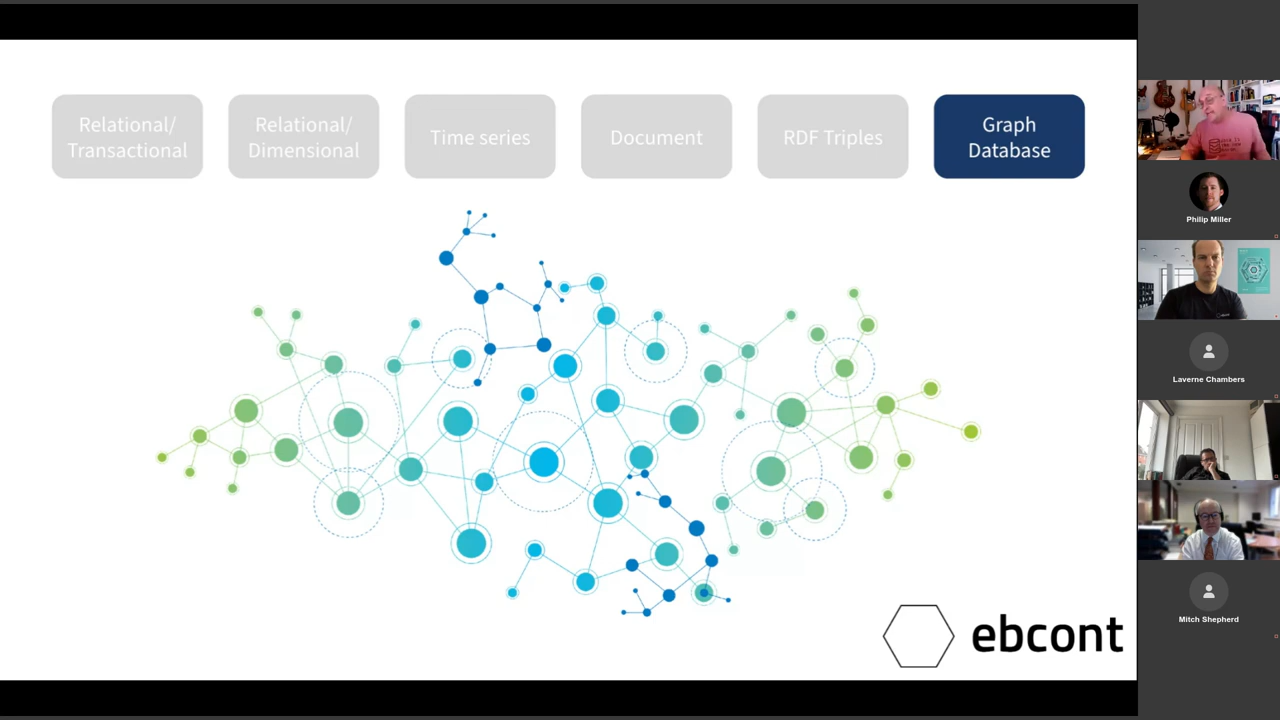 Relational/
Transactional
Relational/
Dimensional
Time series
Document
RDF Triples
Graph
Database
ebcont
Philip Miller
Laverne Chambers
Mitch Shepherd